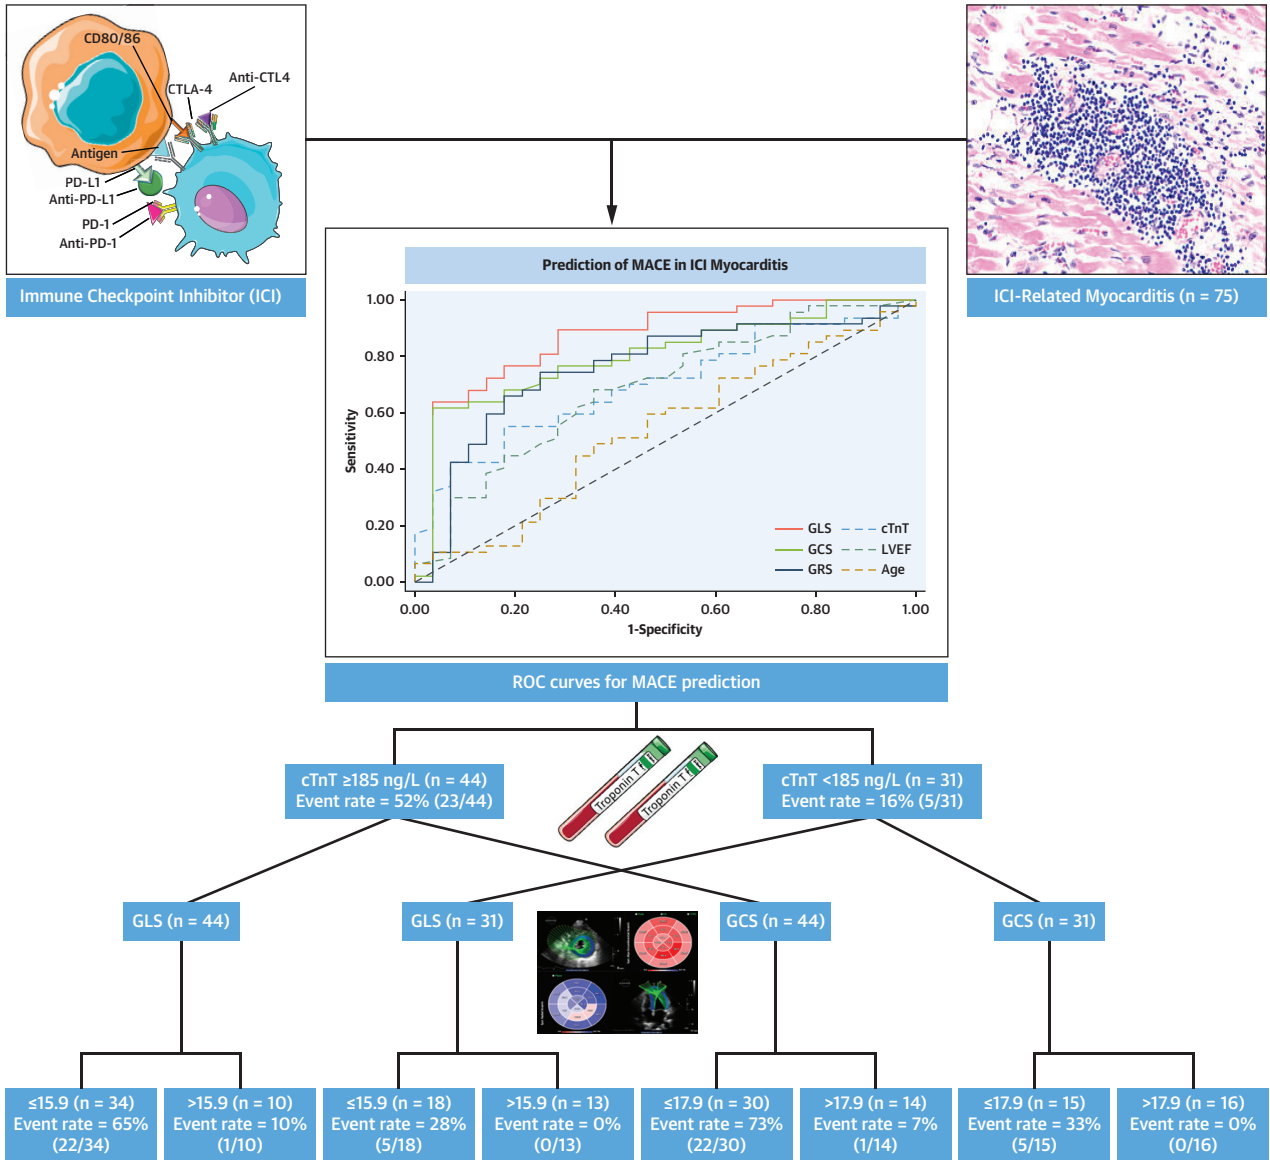 CD80/86
CTLA-4
Anti-CTL4
Antigen
PD-L1
Anti-PD-L1
PD-1
Anti-PD-1
Immune Checkpoint Inhibitor (ICI)
ICI-Related Myocarditis (n = 75)
Prediction of MACE in ICI Myocarditis
1.00
0.80
0.60
0.40
0.20
0.00
Sensitivity
GLS
GCS
GRS
cTnT
LVEF
Age
0.00
0.20
0.40
0.60
0.80
1.00
1-Specificity
ROC curves for MACE prediction
cTnT ≥185 ng/L (n = 44)
Event rate = 52% (23/44)
Troponin T
Troponin T
cTnT <185 ng/L (n = 31)
Event rate = 16% (5/31)
GLS (n = 44)
GLS (n = 31)
GCS (n = 44)
GCS (n = 31)
≤15.9 (n = 34)
Event rate = 65%
(22/34)
>15.9 (n = 10)
Event rate = 10%
(1/10)
≤15.9 (n = 18)
Event rate = 28%
(5/18)
>15.9 (n = 13)
Event rate = 0%
(0/13)
≤17.9 (n = 30)
Event rate = 73%
(22/30)
>17.9 (n = 14)
Event rate = 7%
(1/14)
≤17.9 (n = 15)
Event rate = 33%
(5/15)
>17.9 (n = 16)
Event rate = 0%
(0/16)